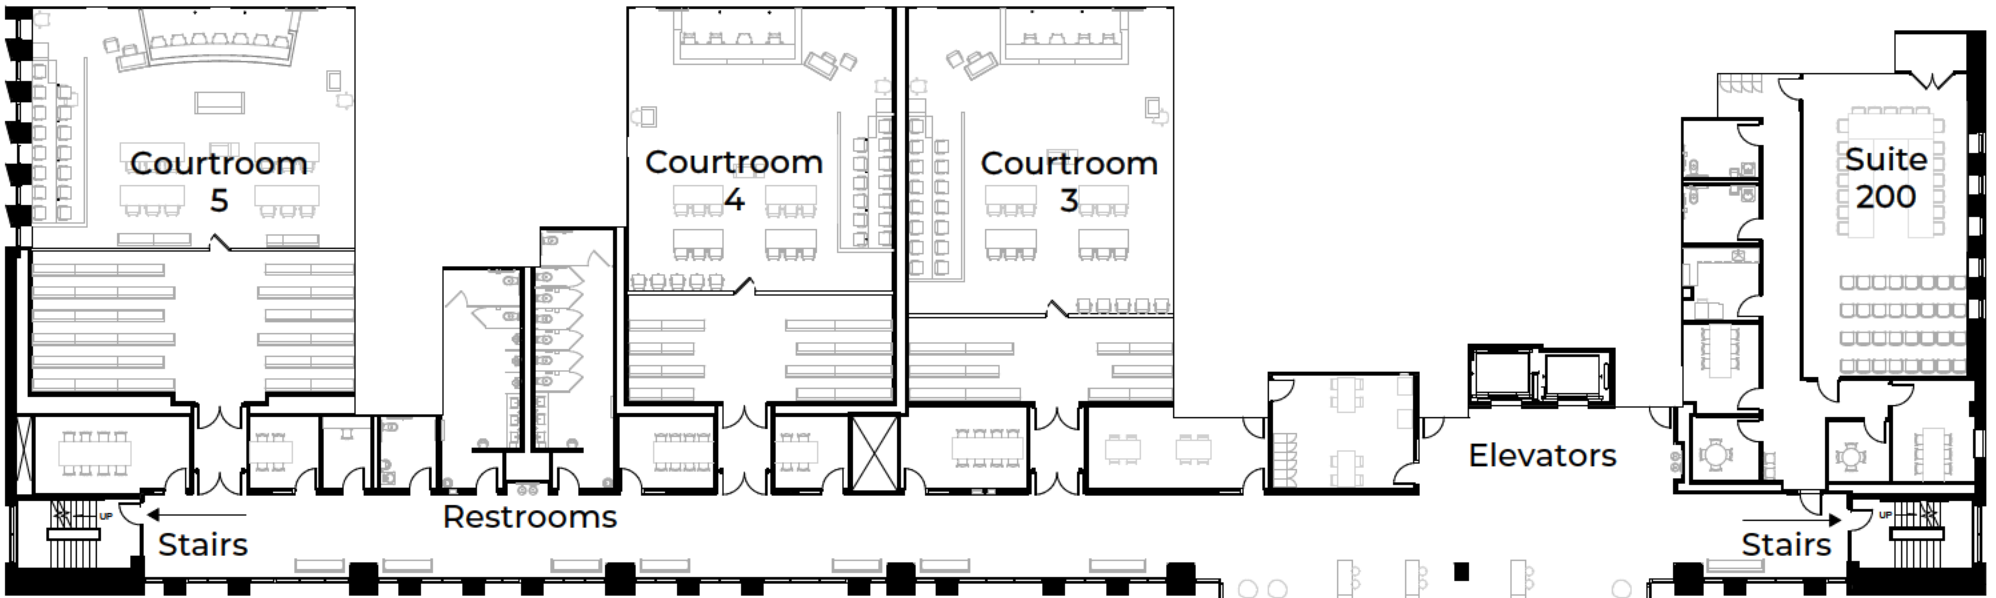 Courtroom
5
Courtroom
4
Courtroom
3
Suite
200
Elevators
Restrooms
UP
Stairs
UP
Stairs